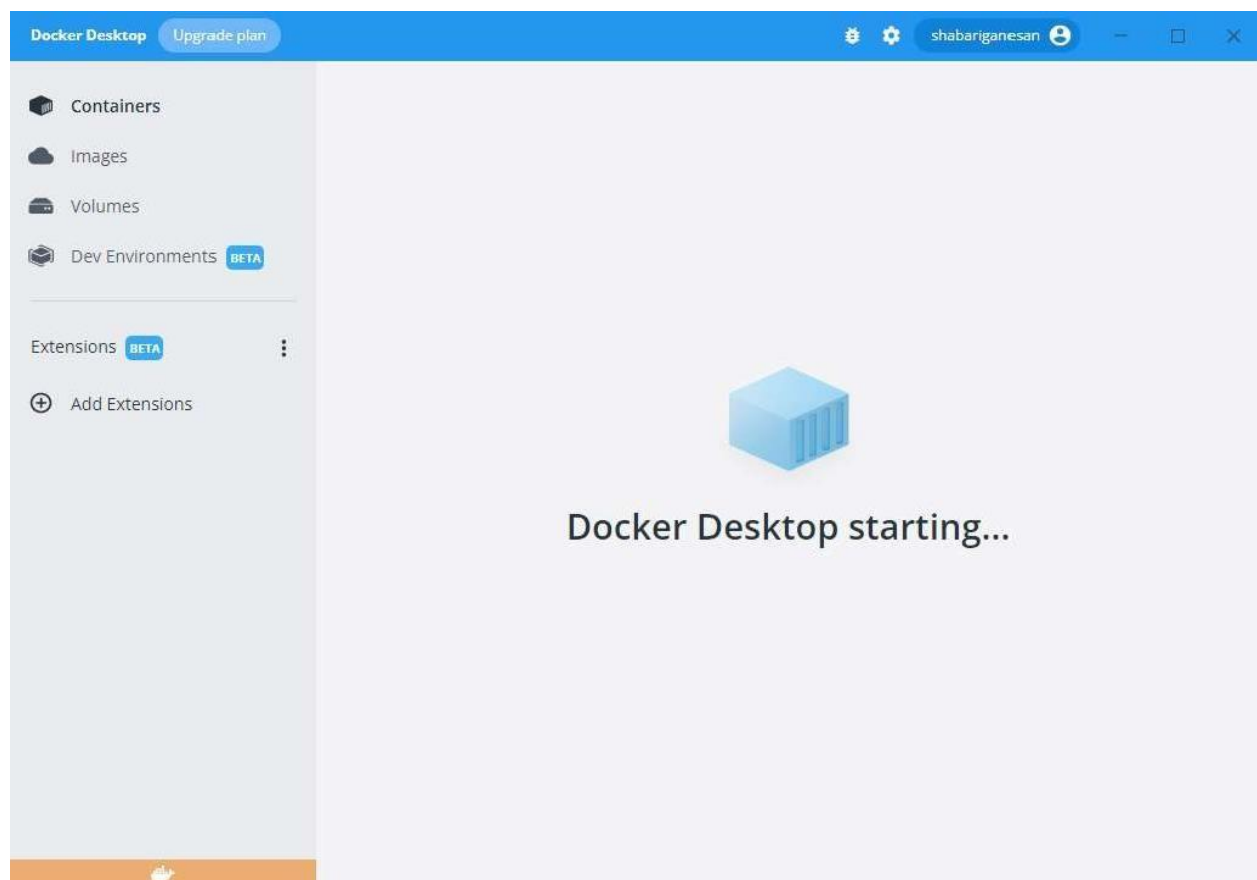 Docker Desktop Upgrade plan shabariganesan
Containers
Images
Volumes
Dev Environments BETA
Extensions BETA
Add Extensions
Docker Desktop starting...